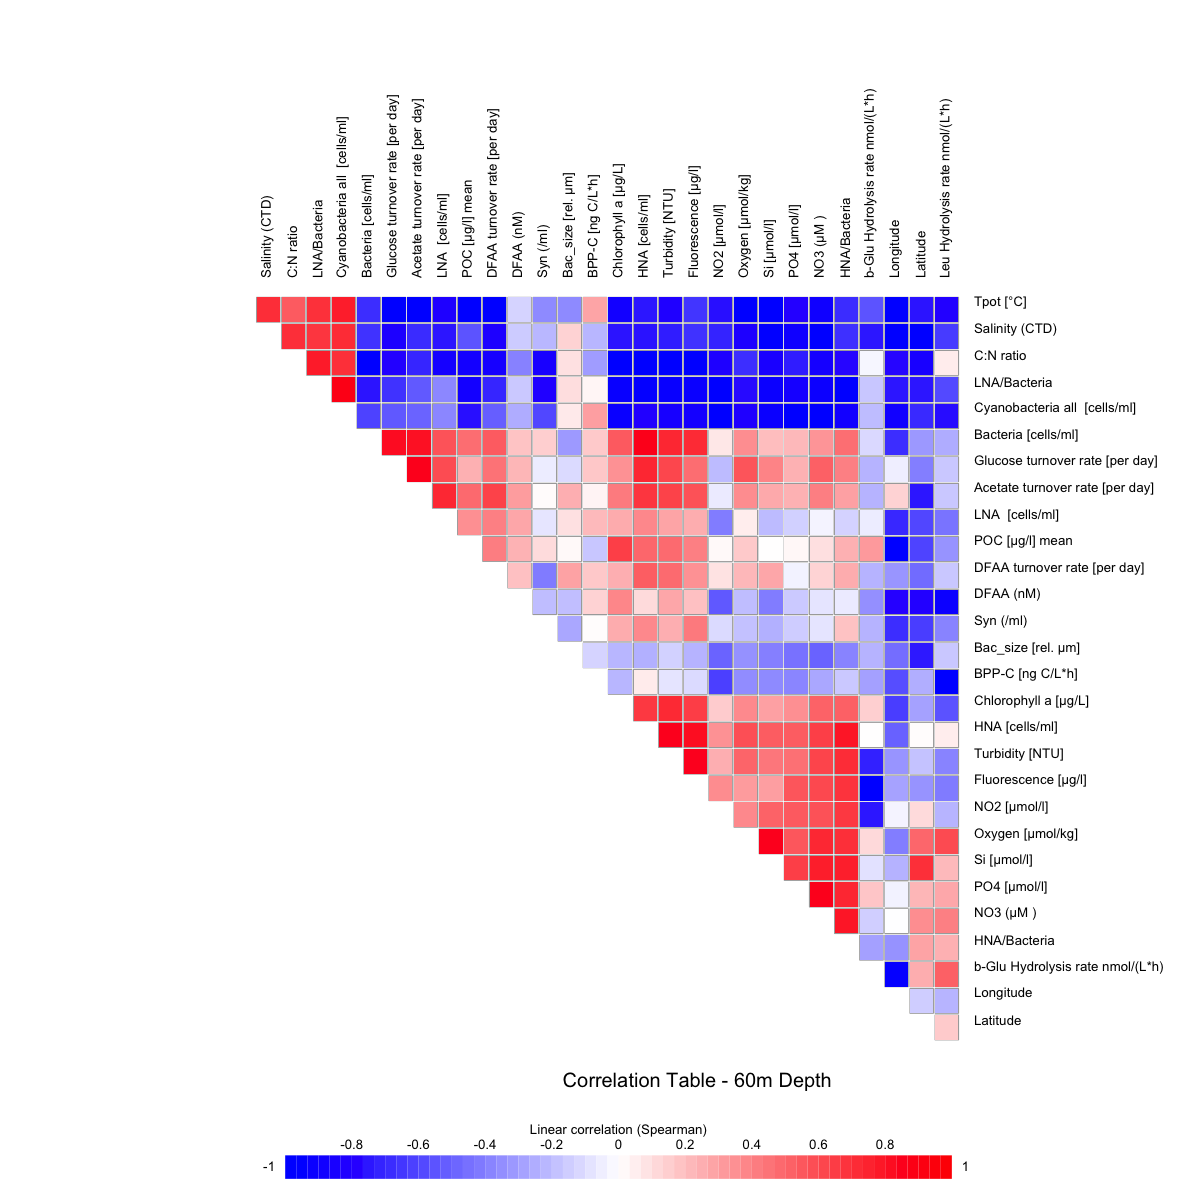 Salinity (CTD)
C:N ratio
LNA/Bacteria
Cyanobacteria all  [cells/ml]
Bacteria [cells/ml]
Glucose turnover rate [per day]
Acetate turnover rate [per day]
LNA  [cells/ml]
POC [µg/l] mean
DFAA turnover rate [per day]
DFAA (nM)
Syn (/ml)
Bac_size [rel. µm]
BPP-C [ng C/L*h]
Chlorophyll a [µg/L]
HNA [cells/ml]
Turbidity [NTU]
Fluorescence [µg/l]
NO2 [µmol/l]
Oxygen [µmol/kg]
Si [µmol/l]
PO4 [µmol/l]
NO3 (µM )
HNA/Bacteria
b-Glu Hydrolysis rate nmol/(L*h)
Longitude
Latitude
Leu Hydrolysis rate nmol/(L*h)
Tpot [°C]
Salinity (CTD)
C:N ratio
LNA/Bacteria
Cyanobacteria all  [cells/ml]
Bacteria [cells/ml]
Glucose turnover rate [per day]
Acetate turnover rate [per day]
LNA  [cells/ml]
POC [µg/l] mean
DFAA turnover rate [per day]
DFAA (nM)
Syn (/ml)
Bac_size [rel. µm]
BPP-C [ng C/L*h]
Chlorophyll a [µg/L]
HNA [cells/ml]
Turbidity [NTU]
Fluorescence [µg/l]
NO2 [µmol/l]
Oxygen [µmol/kg]
Si [µmol/l]
PO4 [µmol/l]
NO3 (µM )
HNA/Bacteria
b-Glu Hydrolysis rate nmol/(L*h)
Longitude
Latitude
Correlation Table - 60m Depth
Linear correlation (Spearman)
-0.8 -0.6 -0.4 -0.2 0 0.2 0.4 0.6 0.8
-1 1